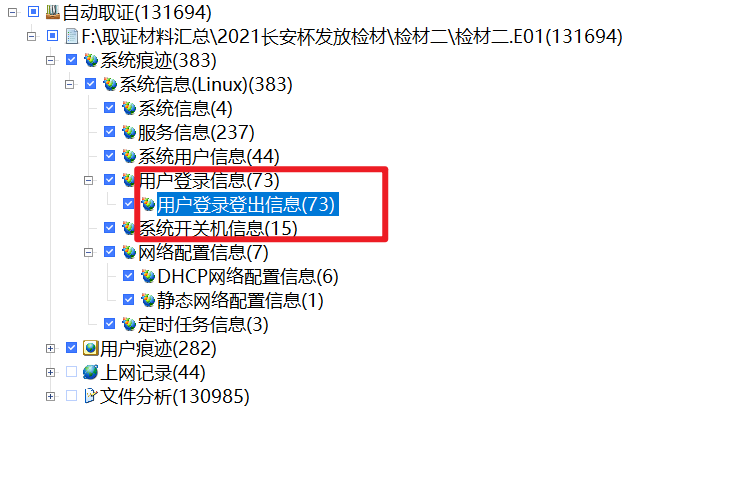 自动取证(131694)
F:\取证材料汇总\2021长安杯发放检材\检材二\检材二.E01(131694)
系统痕迹(383)
系统信息(Linux)(383)
系统信息(4)
服务信息(237)
系统用户信息(44)
用户登录信息(73)
用户登录登出信息(73)
系统开关机信息(15)
网络配置信息(7)
DHCP网络配置信息(6)
静态网络配置信息(1)
定时任务信息(3)
用户痕迹(282)
上网记录(44)
文件分析(130985)